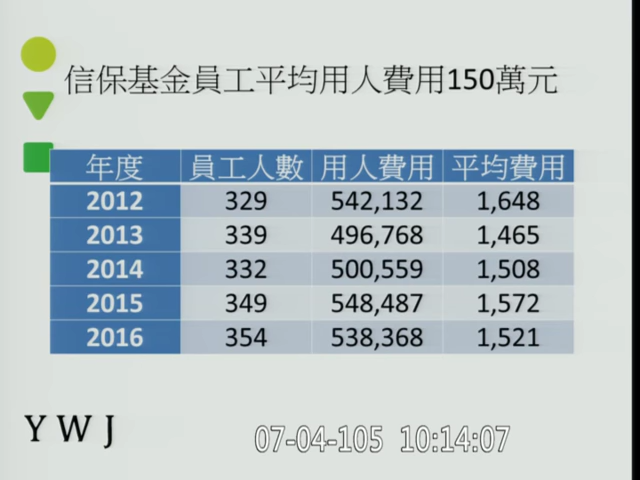 信保基金員工平均用人費用150萬元
年度 員工人數 用人費用 平均費用
2012 329 542,132 1,648
2013 339 496,768 1,465
2014 332 500,559 1,508
2015 349 548,487 1,572
2016 354 538,368 1,521
YWJ
07-04-105 10:14:07